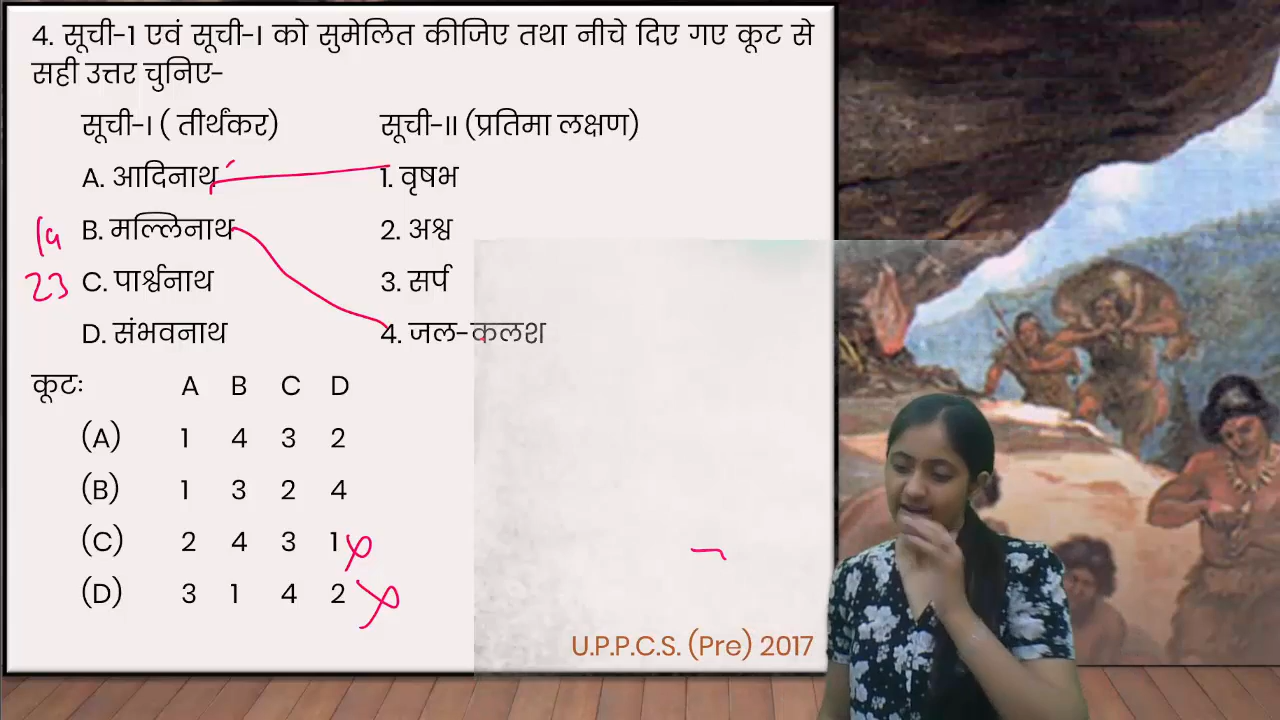 4. सूची-1 एवं सूची-। को सुमेलित कीजिए तथा नीचे दिए गए कूट से
सही उत्तर चुनिए-
सूची-। ( तीर्थंकर) सूची-॥ (प्रतिमा लक्षण)
A. आदिनाथ 1. वृषभ
19 B. मल्लिनाथ 2. अश्व
23 C. पार्श्वनाथ 3. सर्प
D. संभवनाथ 4. जल-कलश
कूटः A B C D
(A) 1 4 3 2
(B) 1 3 2 4
(C) 2 4 3 1
(D) 3 1 4 2
U.P.P.C.S. (Pre) 2017